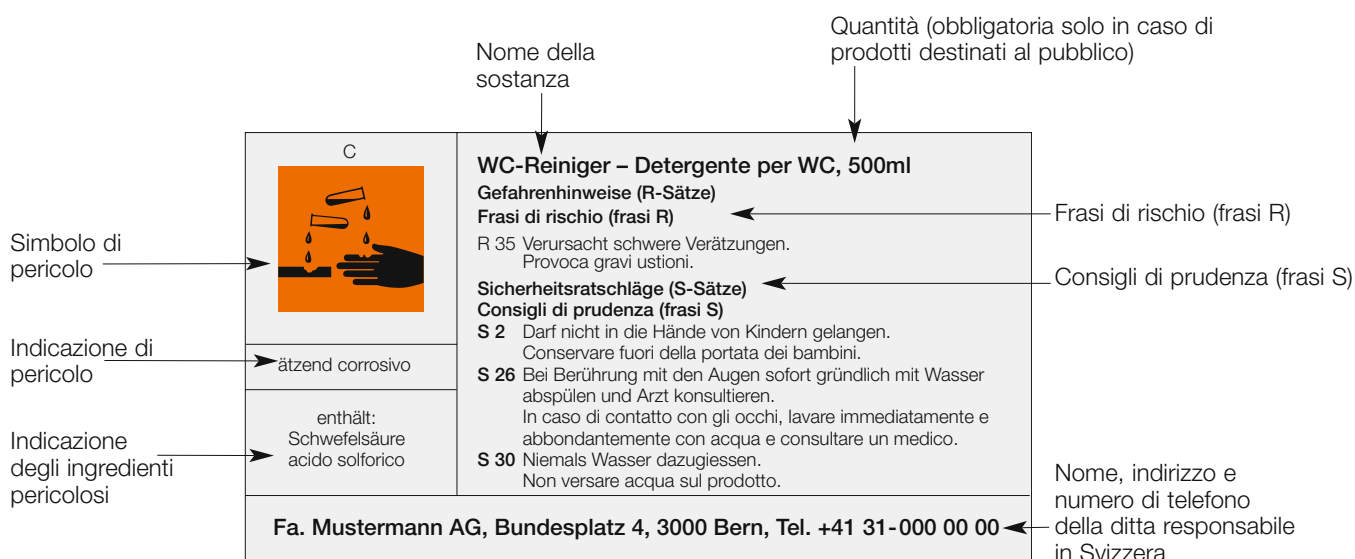 Quantità (obbligatoria solo in caso di
prodotti destinati al pubblico)
Nome della
sostanza
C
WC-Reiniger – Detergente per WC, 500ml
Gefahrenhinweise (R-Sätze)
Frasi di rischio (frasi R)
Frasi di rischio (frasi R)
R 35 Verursacht schwere Verätzungen.
Provoca gravi ustioni.
Simbolo di
pericolo
Sicherheitsratschläge (S-Sätze)
Consigli di prudenza (frasi S)
Consigli di prudenza (frasi S)
S 2 Darf nicht in die Hände von Kindern gelangen.
Conservare fuori della portata dei bambini.
Indicazione di
pericolo
ätzend corrosivo
S 26 Bei Berührung mit den Augen sofort gründlich mit Wasser
abspülen und Arzt konsultieren.
In caso di contatto con gli occhi, lavare immediatamente e
abbondantemente con acqua e consultare un medico.
Indicazione
degli ingredienti
pericolosi
enthält:
Schwefelsäure
acido solforico
S 30 Niemals Wasser dazugiessen.
Non versare acqua sul prodotto.
Fa. Mustermann AG, Bundesplatz 4, 3000 Bern, Tel. +41 31-000 00 00
Nome, indirizzo e
numero di telefono
della ditta responsabile
in Svizzera